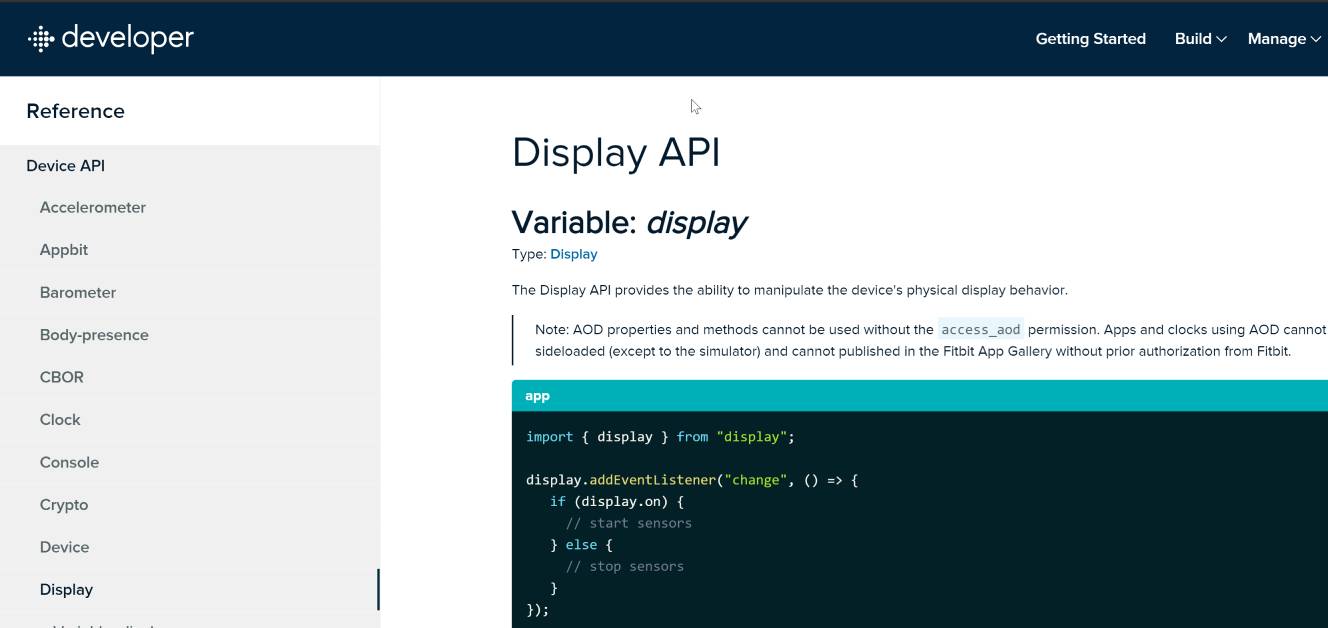 developer
Getting Started Build Manage
Reference
Device API
Accelerometer
Appbit
Barometer
Body-presence
CBOR
Clock
Console
Crypto
Device
Display
Display API
Variable: display
Type: Display
The Display API provides the ability to manipulate the device's physical display behavior.
Note: AOD properties and methods cannot be used without the access_aod permission. Apps and clocks using AOD cannot
sideloaded (except to the simulator) and cannot published in the Fitbit App Gallery without prior authorization from Fitbit.
app
import { display } from "display";
display.addEventListener("change", () => {
if (display.on) {
// start sensors
} else {
// stop sensors
}
});